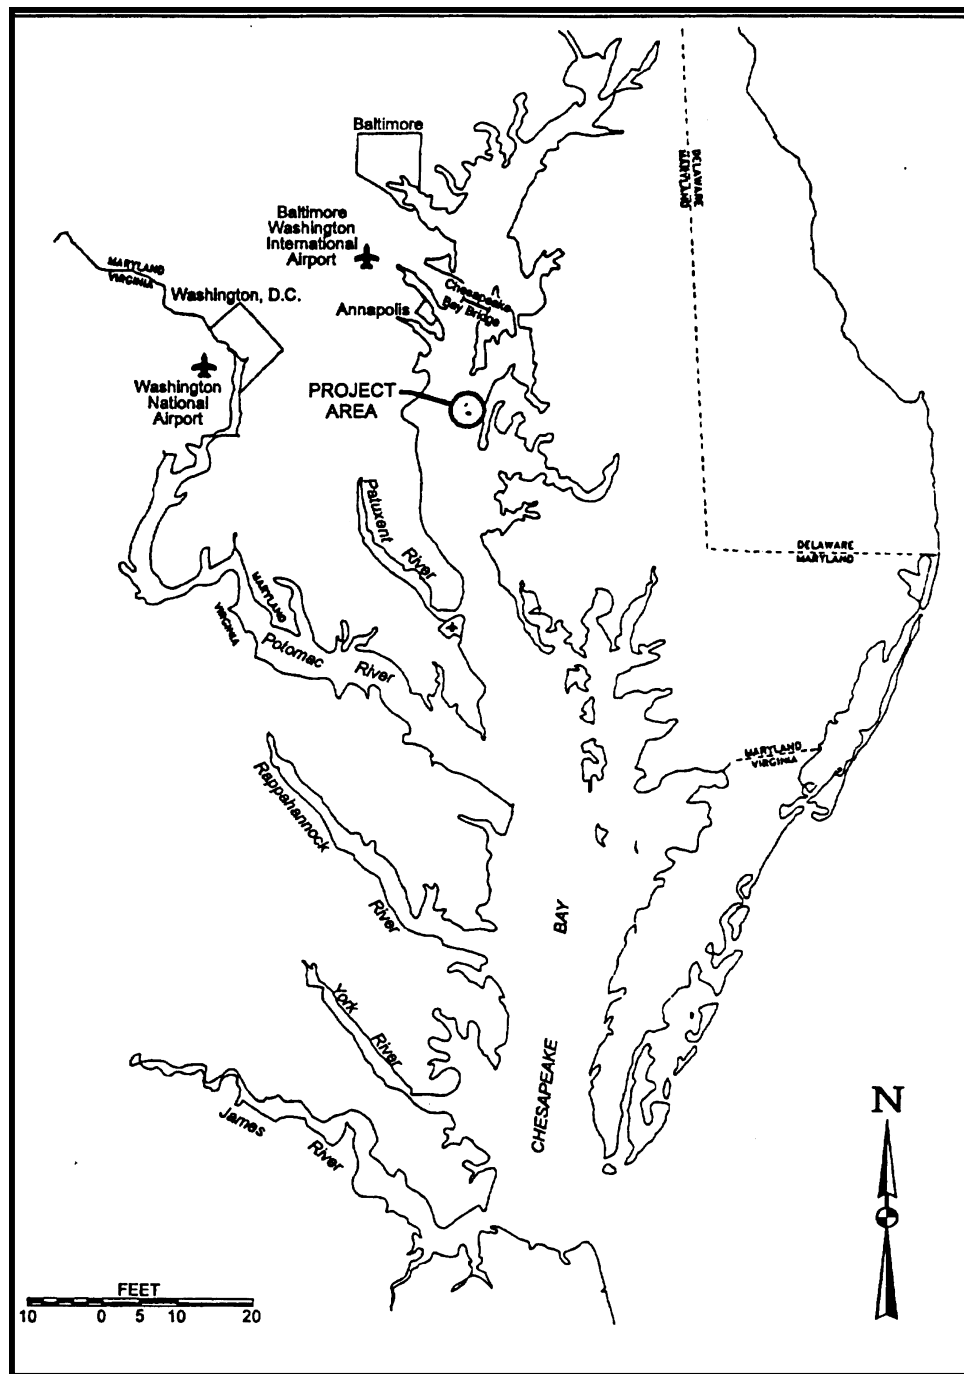 Baltimore
DELAWARE
MARYLAND
Baltimore
Washington
International
Airport
MARYLAND
VIRGINIA
Washington, D.C.
Chesapeake
Bay Bridge
Annapolis
Washington
National
Airport
PROJECT
AREA
Patuxent
River
DELAWARE
MARYLAND
MARYLAND
VIRGINIA
Potomac
River
MARYLAND
VIRGINIA
Rappahannock
River
BAY
CHESAPEAKE
York
River
James
River
N
FEET
10 0 5 10 20